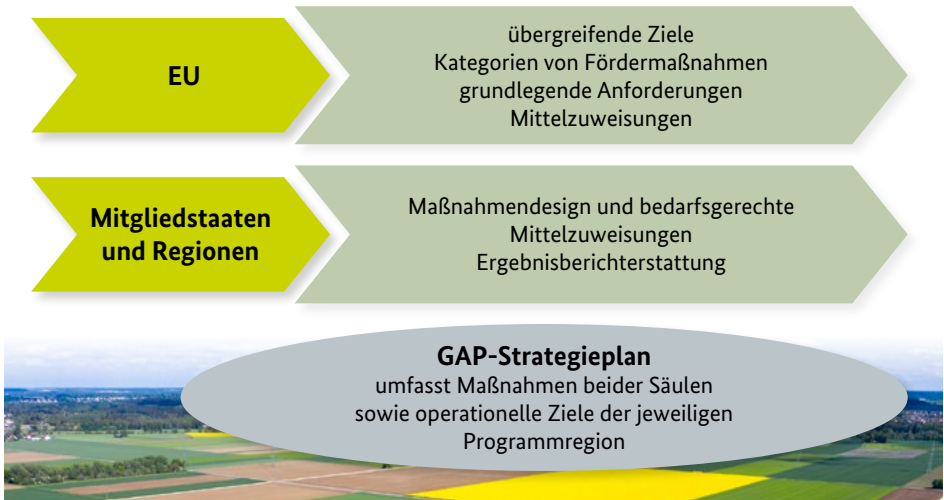 EU
übergreifende Ziele
Kategorien von Fördermaßnahmen
grundlegende Anforderungen
Mittelzuweisungen
Mitgliedstaaten
und Regionen
Maßnahmendesign und bedarfsgerechte
Mittelzuweisungen
Ergebnisberichterstattung
GAP-Strategieplan
umfasst Maßnahmen beider Säulen
sowie operationelle Ziele der jeweiligen
Programmregion